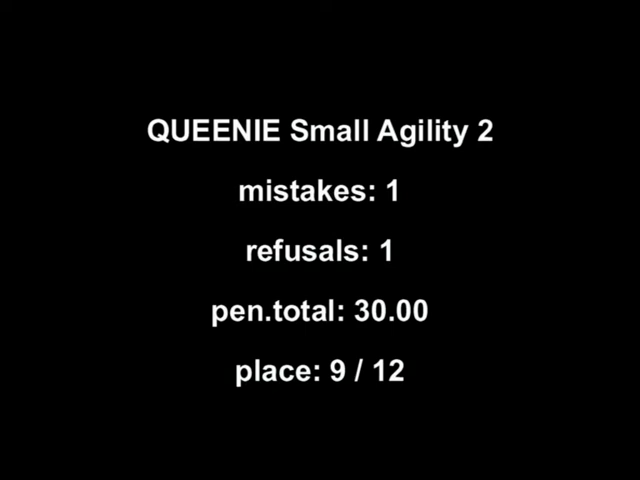 QUEENIE Small Agility 2
mistakes: 1
refusals: 1
pen.total: 30.00
place: 9 / 12